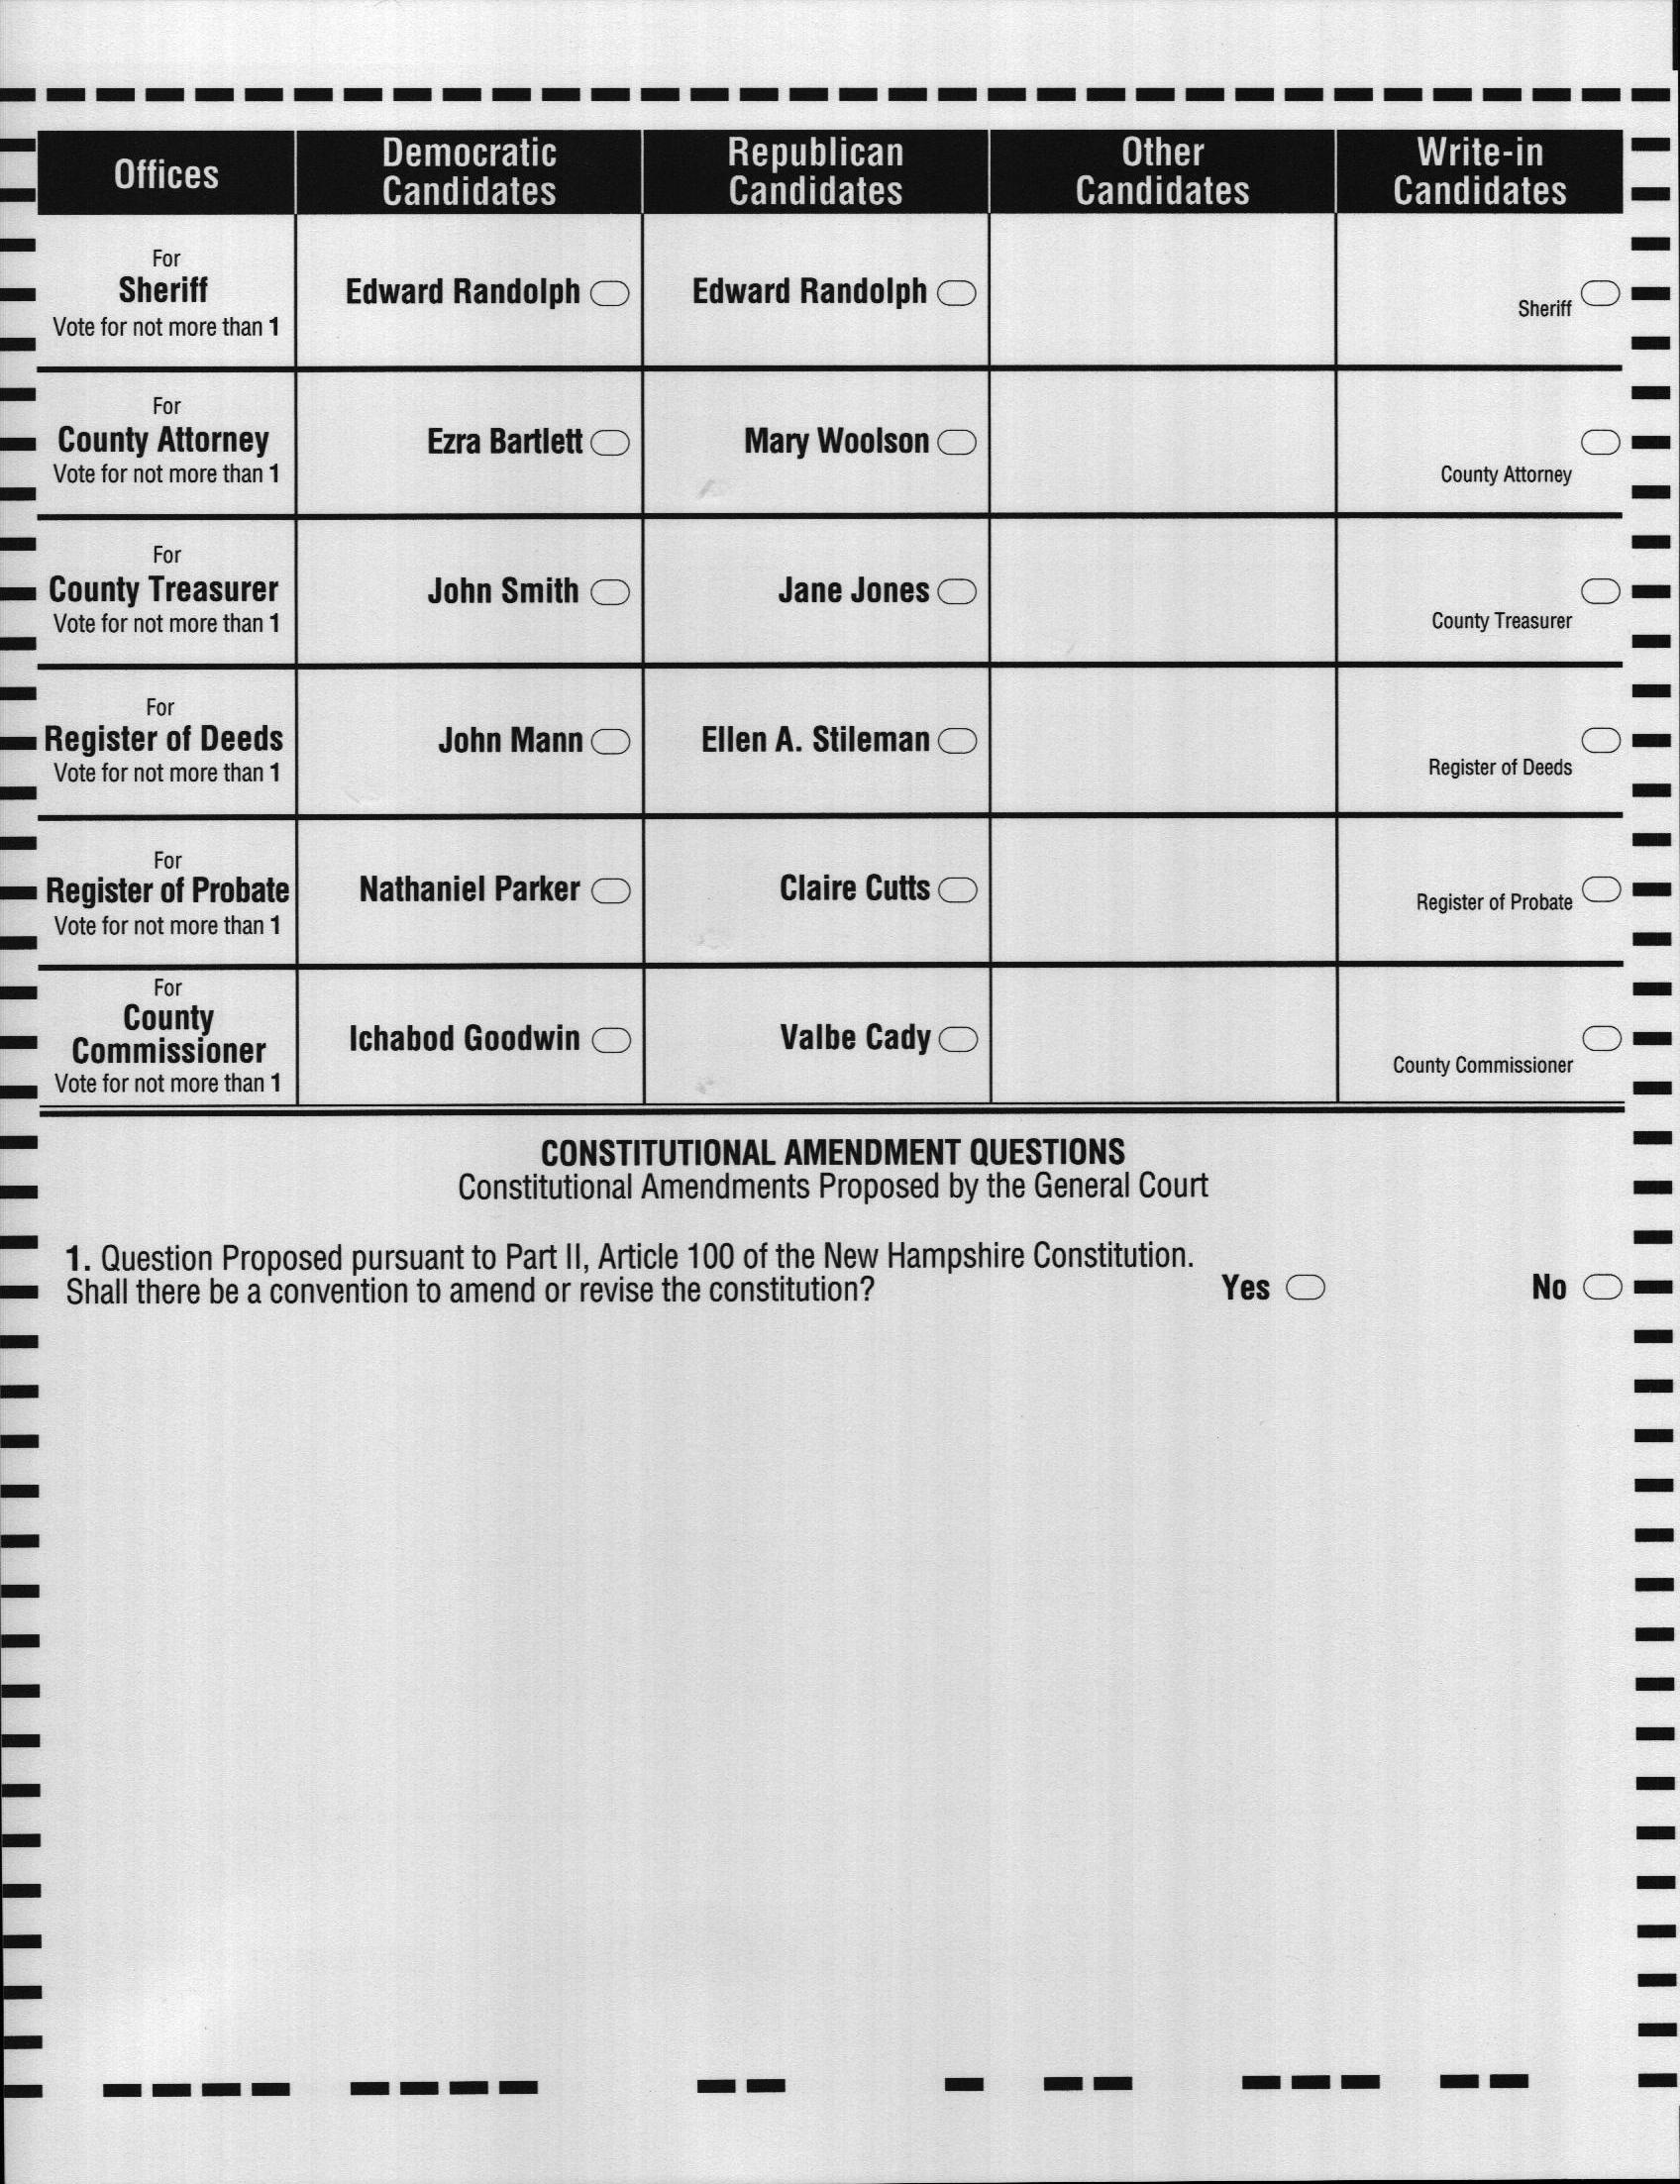 Offices
Democratic
Candidates
Republican
Candidates
Other
Candidates
Write-in
Candidates
For
Sheriff
Vote for not more than 1
Edward Randolph
Edward Randolph
Sheriff
For
County Attorney
Vote for not more than 1
Ezra Bartlett
Mary Woolson
County Attorney
For
County Treasurer
Vote for not more than 1
John Smith
Jane Jones
County Treasurer
For
Register of Deeds
Vote for not more than 1
John Mann
Ellen A. Stileman
Register of Deeds
For
Register of Probate
Vote for not more than 1
Nathaniel Parker
Claire Cutts
Register of Probate
For
County
Commissioner
Vote for not more than 1
Ichabod Goodwin
Valbe Cady
County Commissioner
CONSTITUTIONAL AMENDMENT QUESTIONS
Constitutional Amendments Proposed by the General Court
1. Question Proposed pursuant to Part II, Article 100 of the New Hampshire Constitution.
Shall there be a convention to amend or revise the constitution?
Yes
No